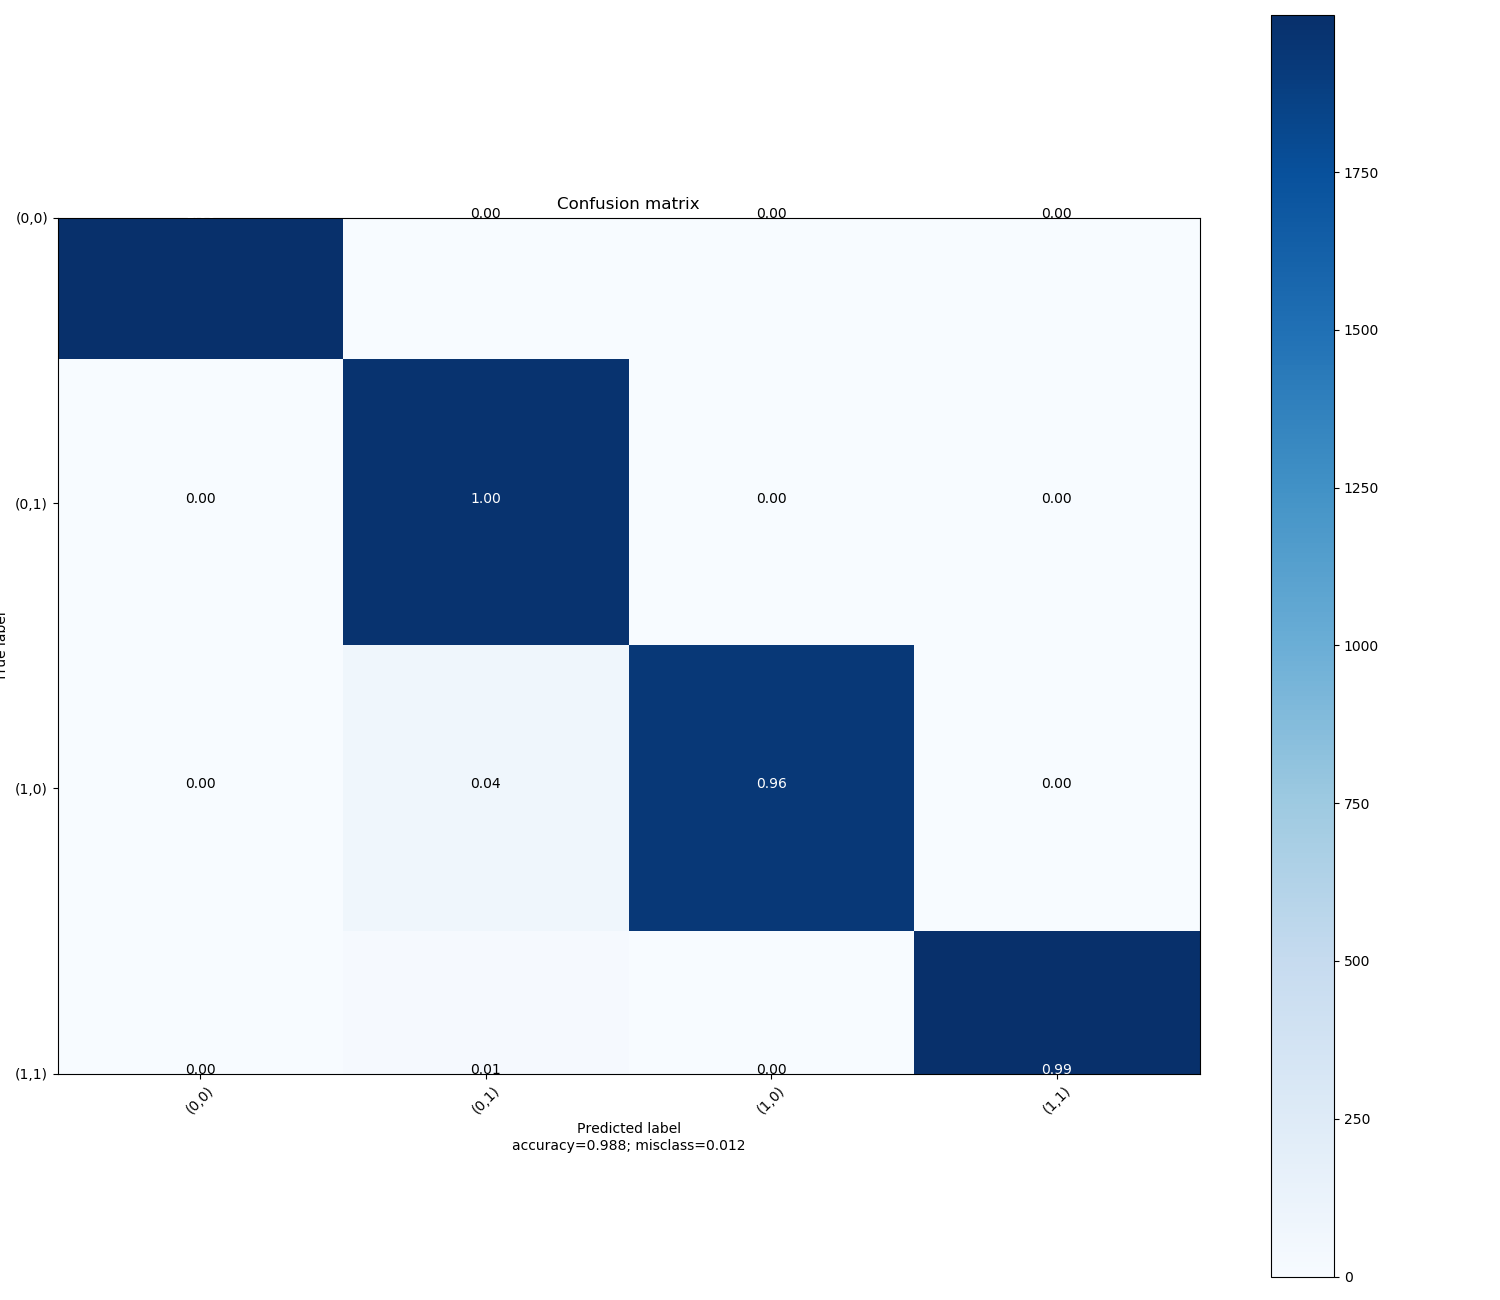 Confusion matrix
(0,0)
0.00 0.00 0.00
(0,1)
0.00 1.00 0.00 0.00
(1,0)
0.00 0.04 0.96 0.00
(1,1)
0.00 0.01 0.00 0.99
(0,0) (0,1) (1,0) (1,1)
Predicted label
accuracy=0.988; misclass=0.012
True label
1750
1500
1250
1000
750
500
250
0